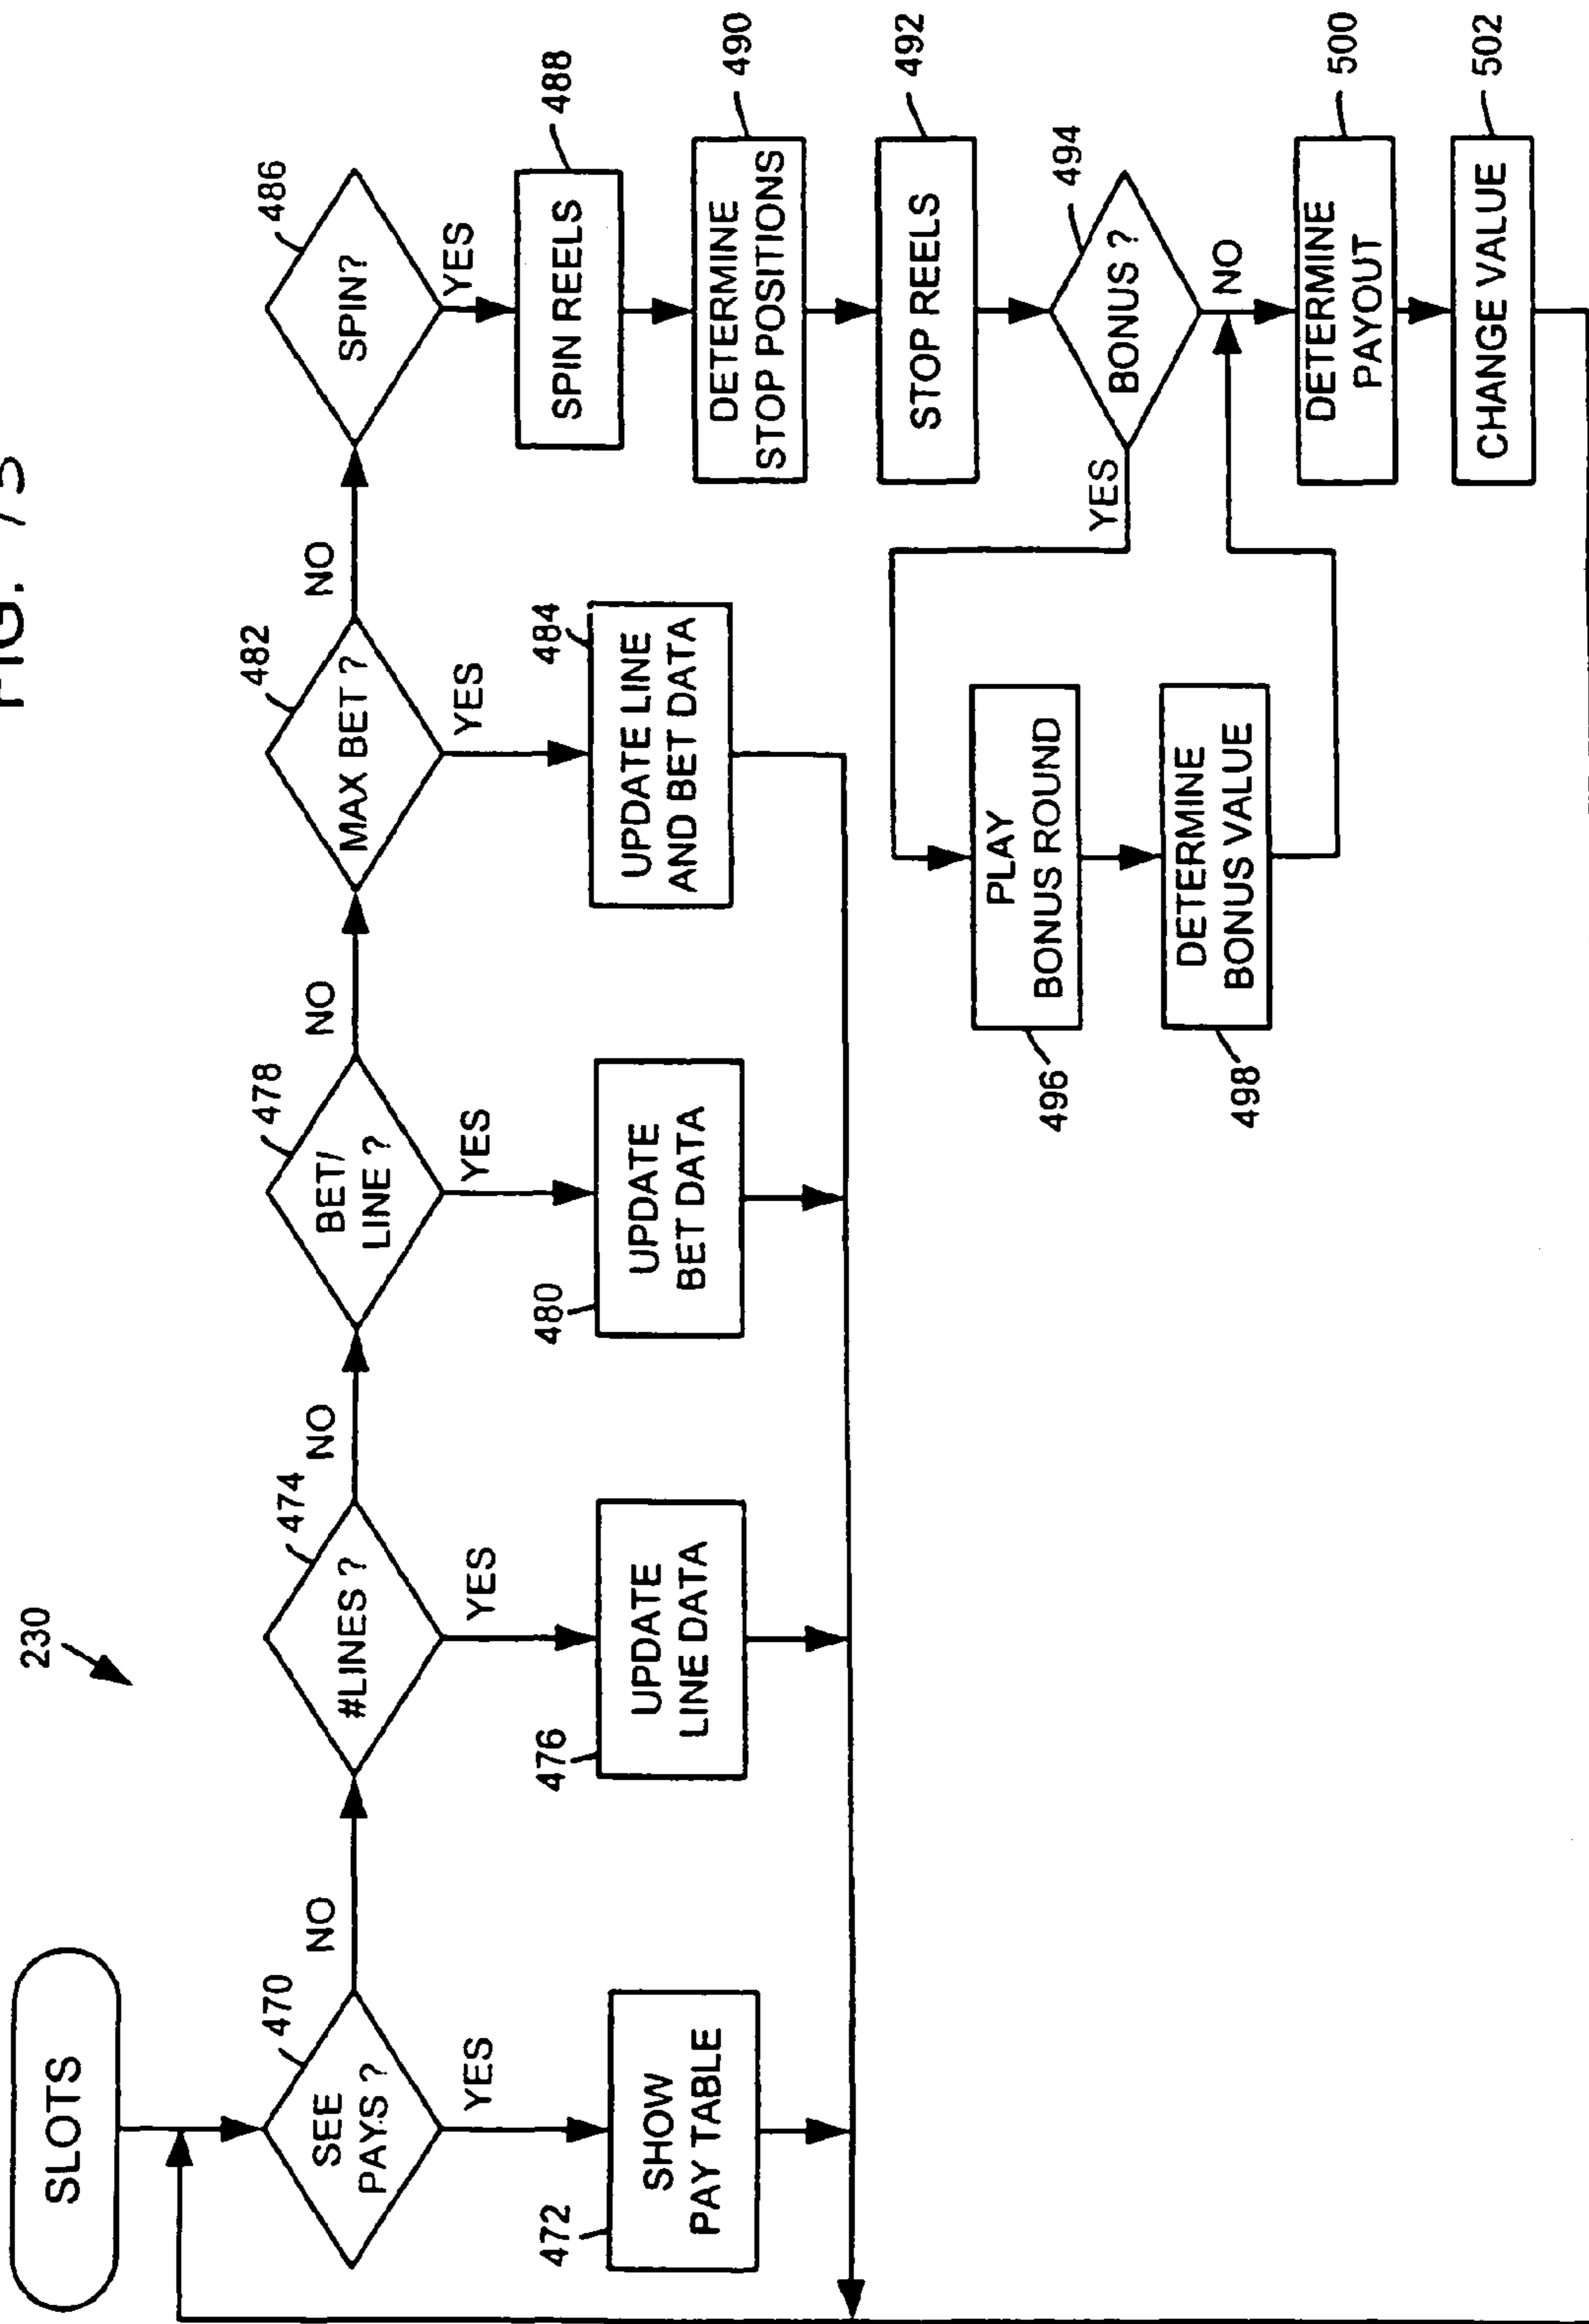 FIG.
230
SLOTS
470
SEE
PAYS ?
NO
YES
472
SHOW
PAY TABLE
474
#LINES ?
NO
YES
476
UPDATE
LINE DATA
478
BET/
LINE ?
NO
YES
480
UPDATE
BET DATA
482
MAX BET ?
NO
YES
484
UPDATE LINE
AND BET DATA
486
SPIN?
YES
488
SPIN REELS
490
DETERMINE
STOP POSITIONS
492
STOP REELS
494
BONUS ?
YES
NO
496
PLAY
BONUS ROUND
498
DETERMINE
BONUS VALUE
500
DETERMINE
PAYOUT
502
CHANGE VALUE